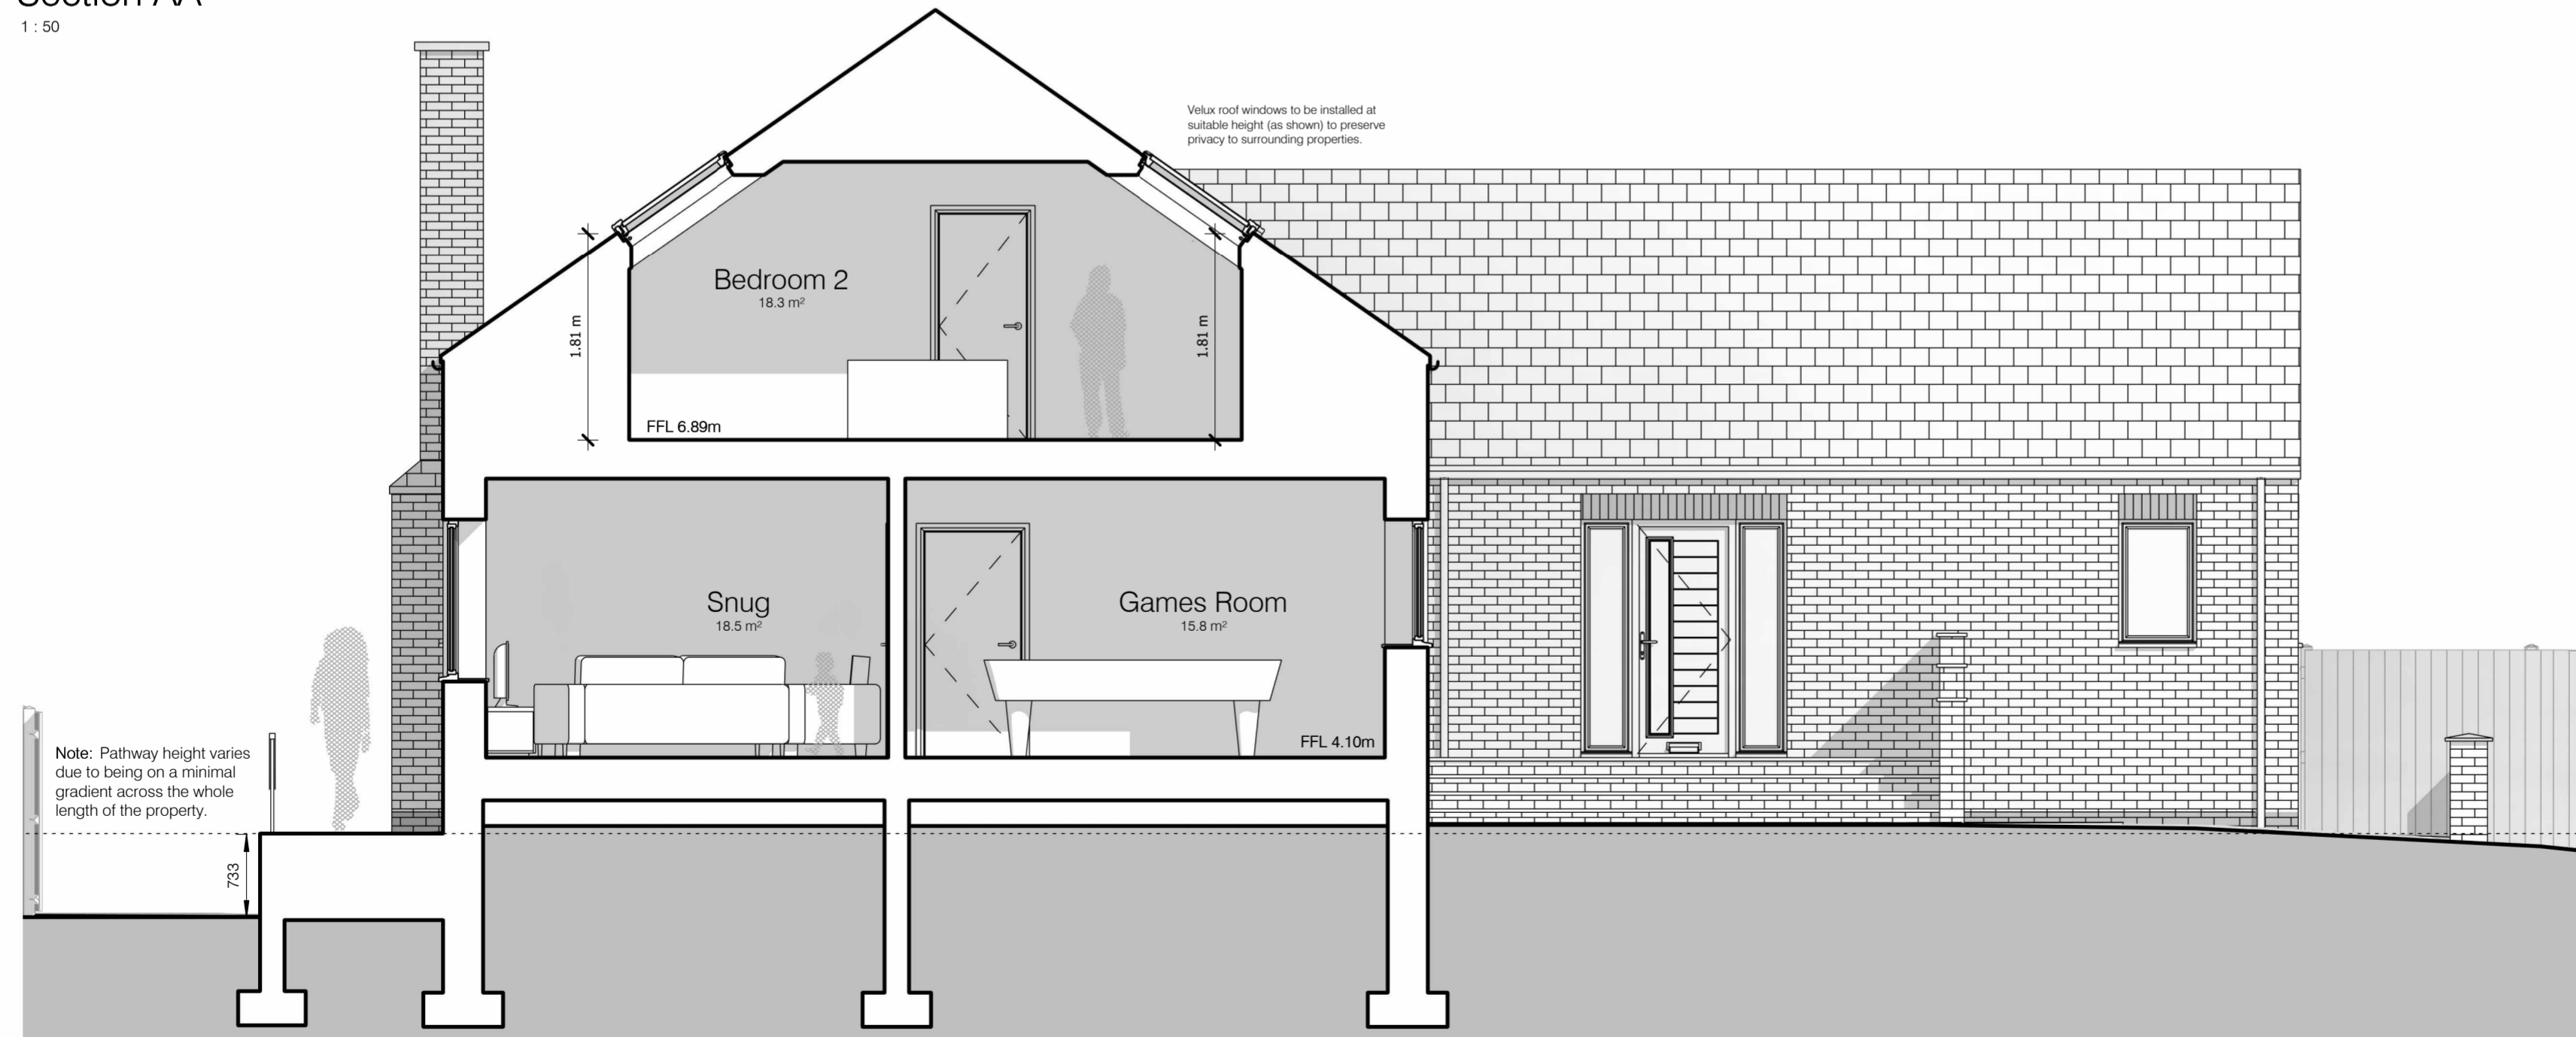 1 : 50
Velux roof windows to be installed at
suitable height (as shown) to preserve
privacy to surrounding properties.
Bedroom 2
18.3 m²
1.81 m
1.81 m
FFL 6.89m
Snug
18.5 m²
Games Room
15.8 m²
FFL 4.10m
Note: Pathway height varies
due to being on a minimal
gradient across the whole
length of the property.
733